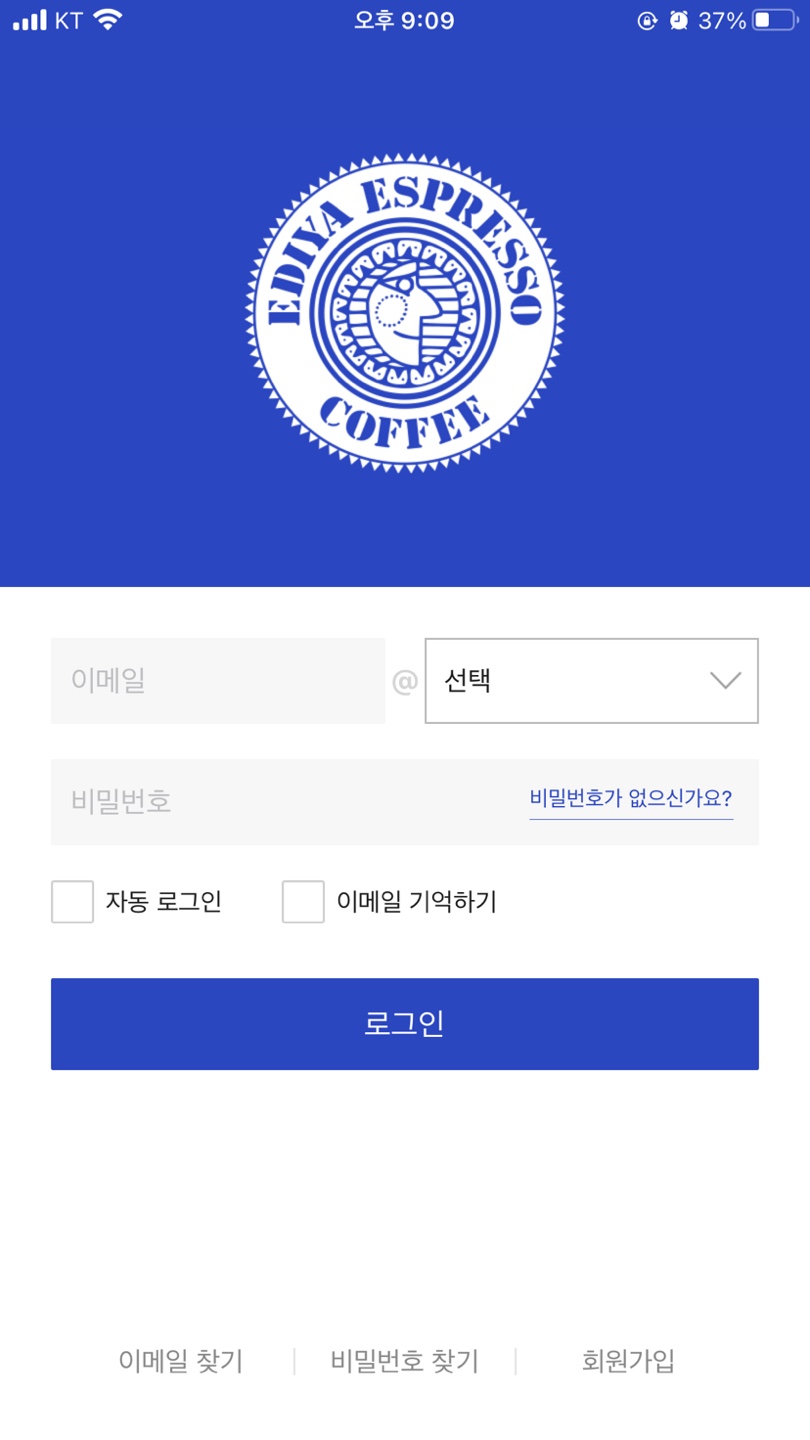 KT 오후 9:09 37%
EDIYA ESPRESSO
COFFEE
이메일 @ 선택
비밀번호 비밀번호가 없으신가요?
자동 로그인 이메일 기억하기
로그인
이메일 찾기 비밀번호 찾기 회원가입